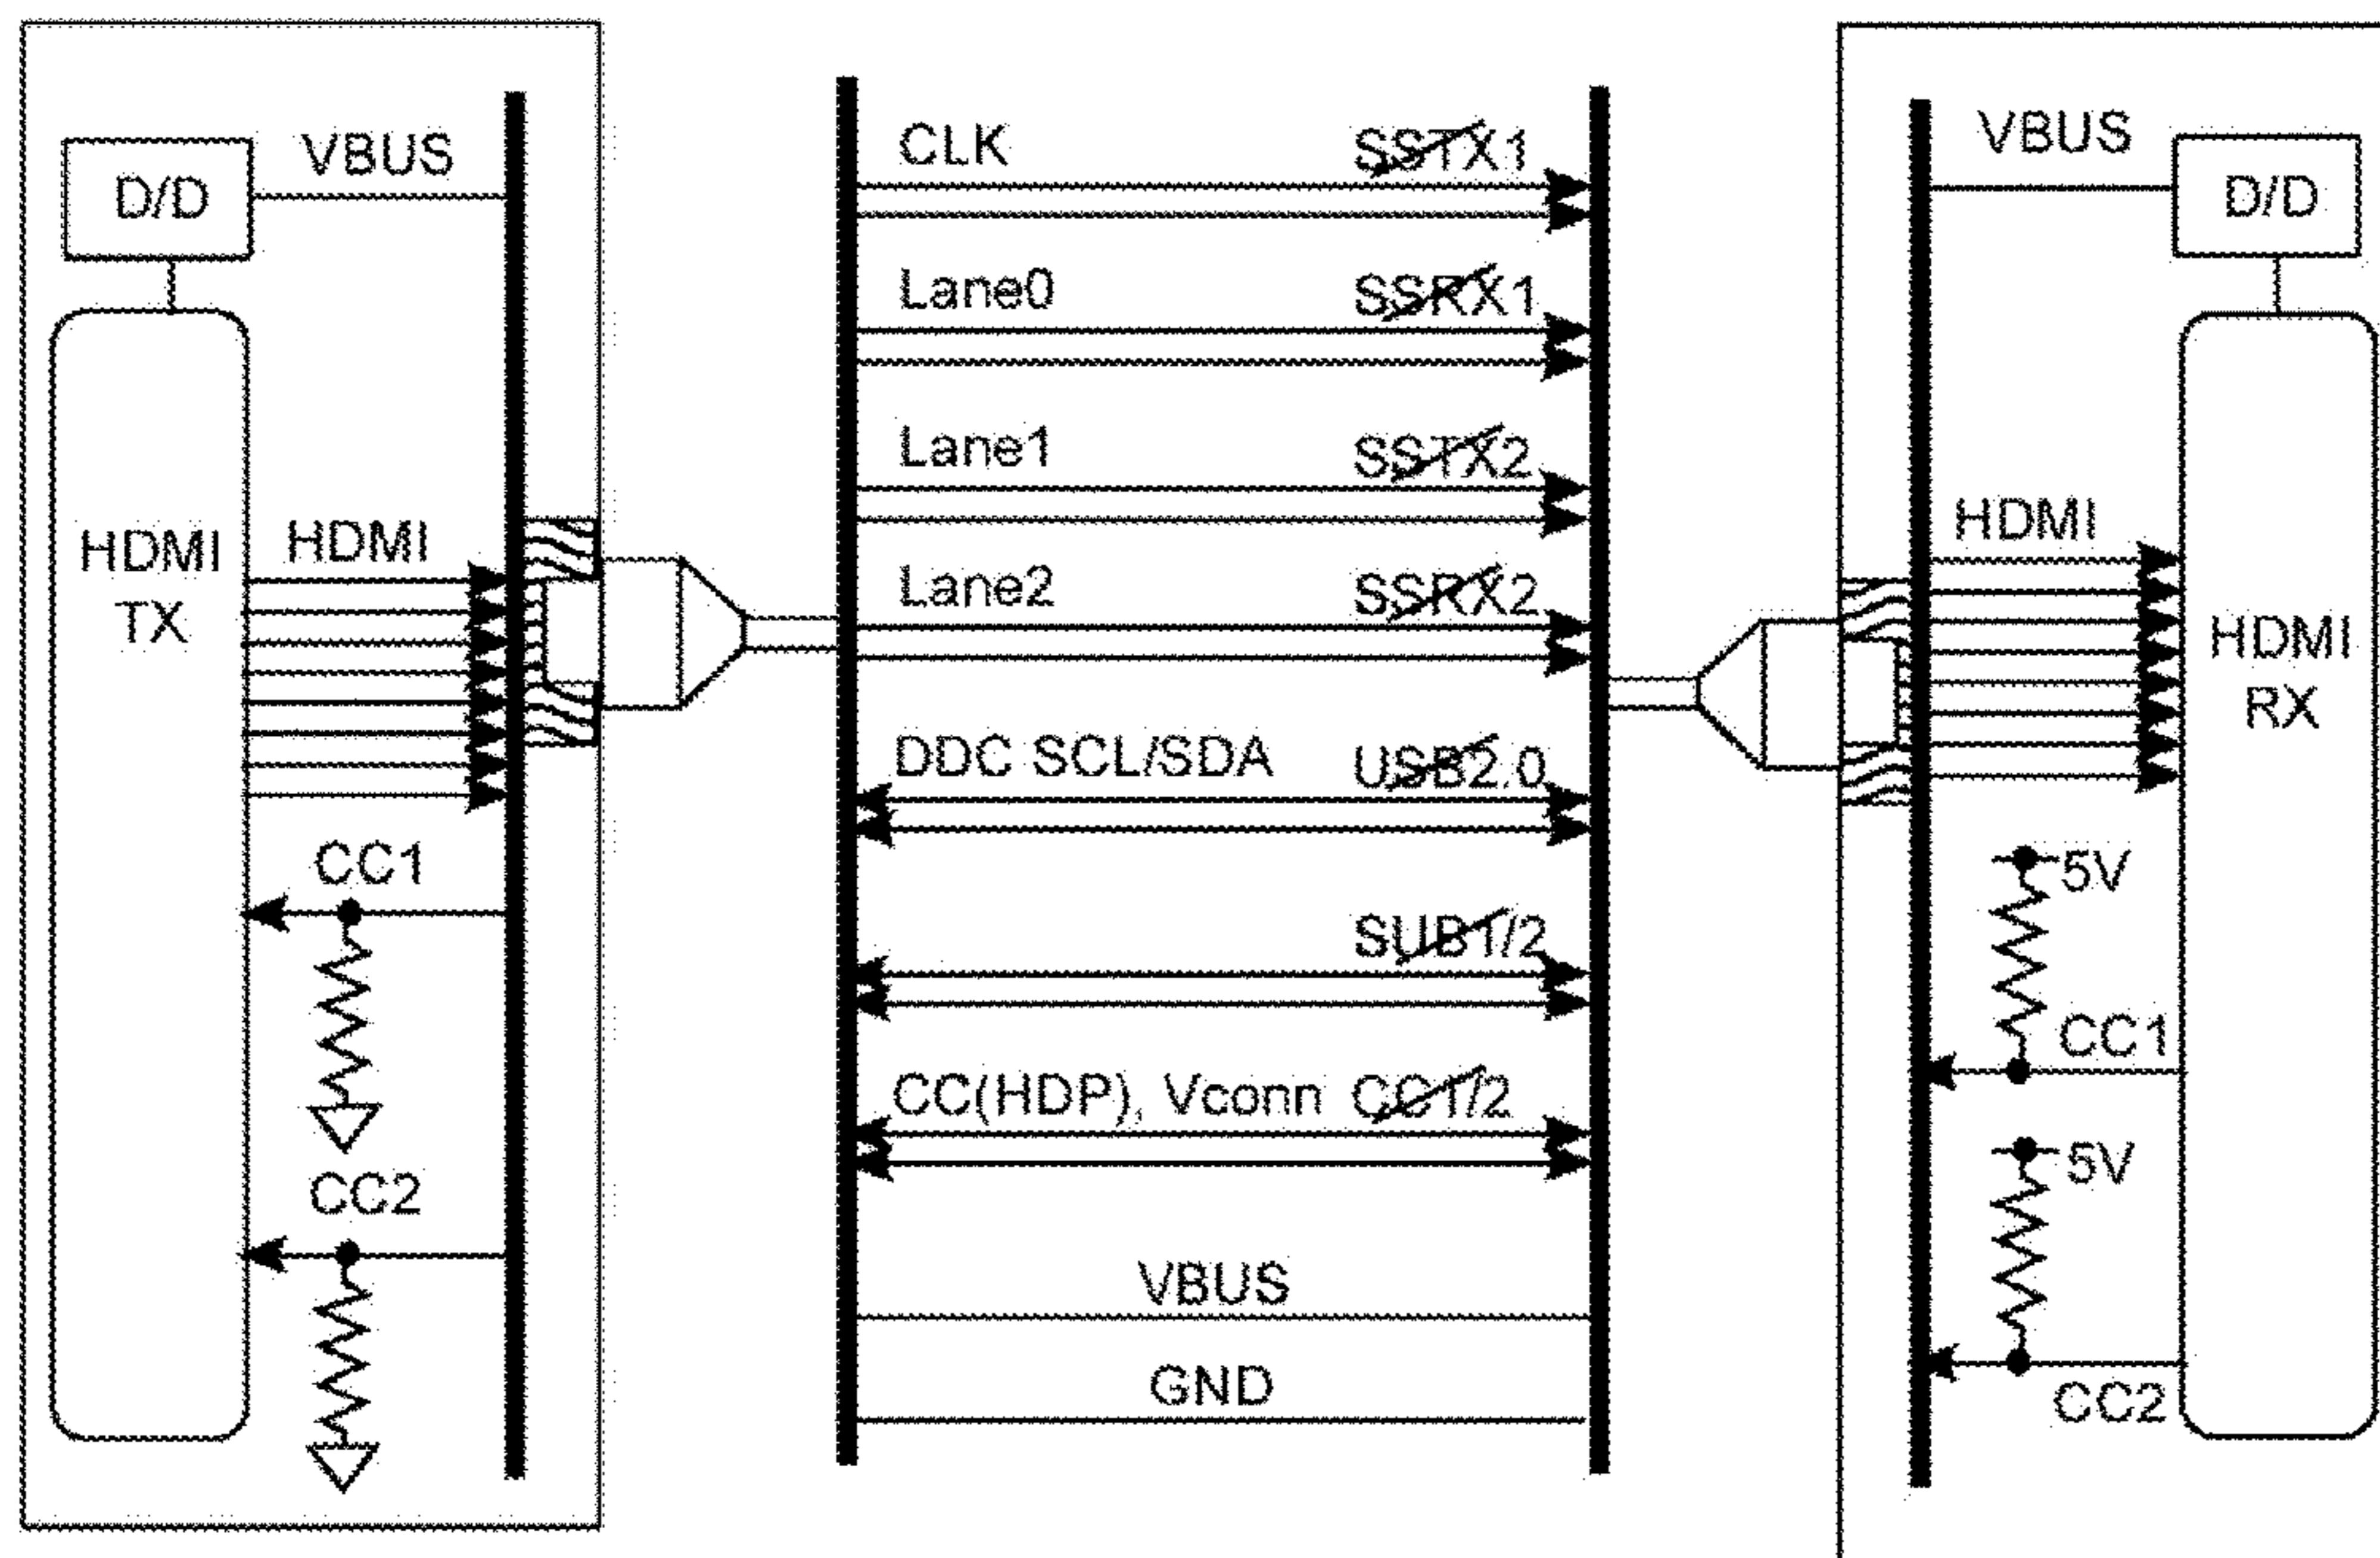 VBUS
D/D
HDMI
TX
HDMI
CC1
CC2
CLK SSTX1
Lane0 SSRX1
Lane1 SSTX2
Lane2 SSRX2
DDC SCL/SDA USB2.0
SUB1/2
CC(HDP), Vconn CC1/2
VBUS
GND
VBUS
D/D
HDMI
HDMI
RX
5V
CC1
5V
CC2